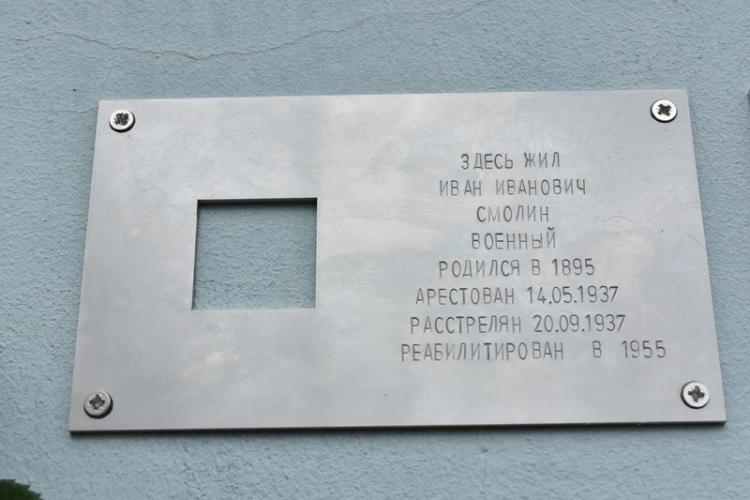 ЗДЕСЬ ЖИЛ
ИВАН ИВАНОВИЧ
СМОЛИН
ВОЕННЫЙ
РОДИЛСЯ В 1895
АРЕСТОВАН 14.05.1937
РАССТРЕЛЯН 20.09.1937
РЕАБИЛИТИРОВАН В 1955